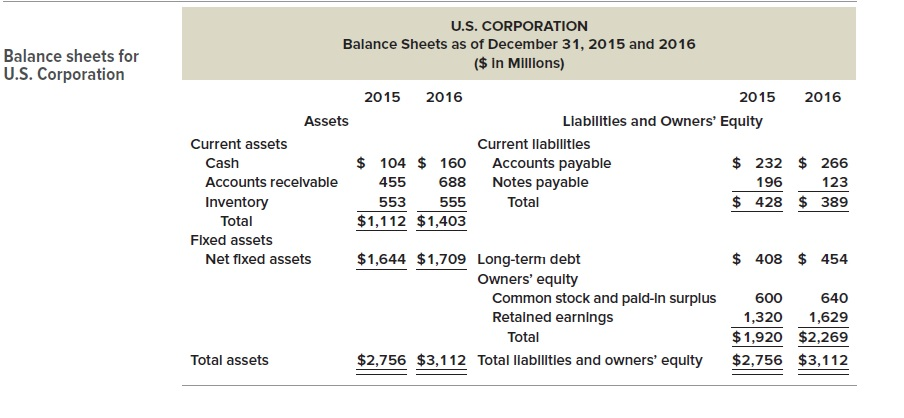 Balance sheets for
U.S. Corporation
U.S. CORPORATION
Balance Sheets as of December 31, 2015 and 2016
($ in Millions)
2015 2016 2015 2016
Assets Liabilities and Owners' Equity
Current assets Current liabilities
Cash $ 104 $ 160 Accounts payable $ 232 $ 266
Accounts receivable 455 688 Notes payable 196 123
Inventory 553 555 Total $ 428 $ 389
Total $1,112 $1,403
Fixed assets
Net fixed assets $1,644 $1,709 Long-term debt $ 408 $ 454
Owners' equity
Common stock and paid-in surplus 600 640
Retained earnings 1,320 1,629
Total $1,920 $2,269
Total assets $2,756 $3,112 Total liabilities and owners' equity $2,756 $3,112